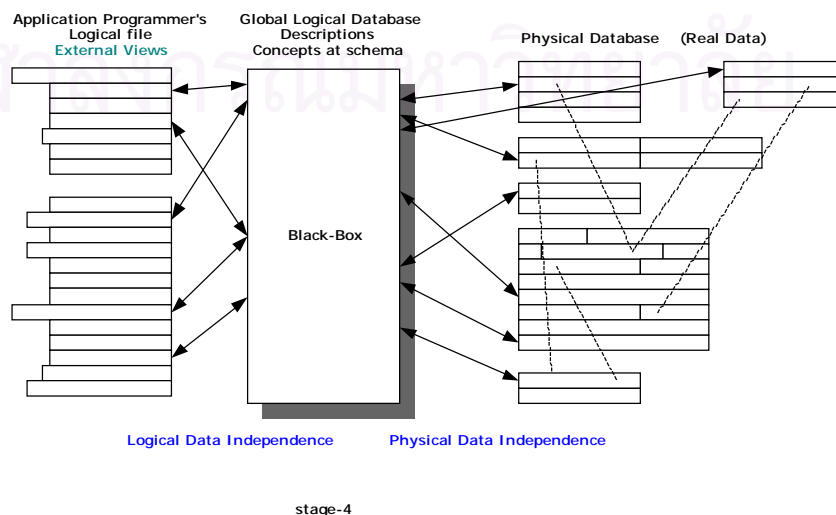 Application Programmer's
Logical file
External Views
Global Logical Database
Descriptions
Concepts at schema
Physical Database (Real Data)
Black-Box
Logical Data Independence
Physical Data Independence
stage-4